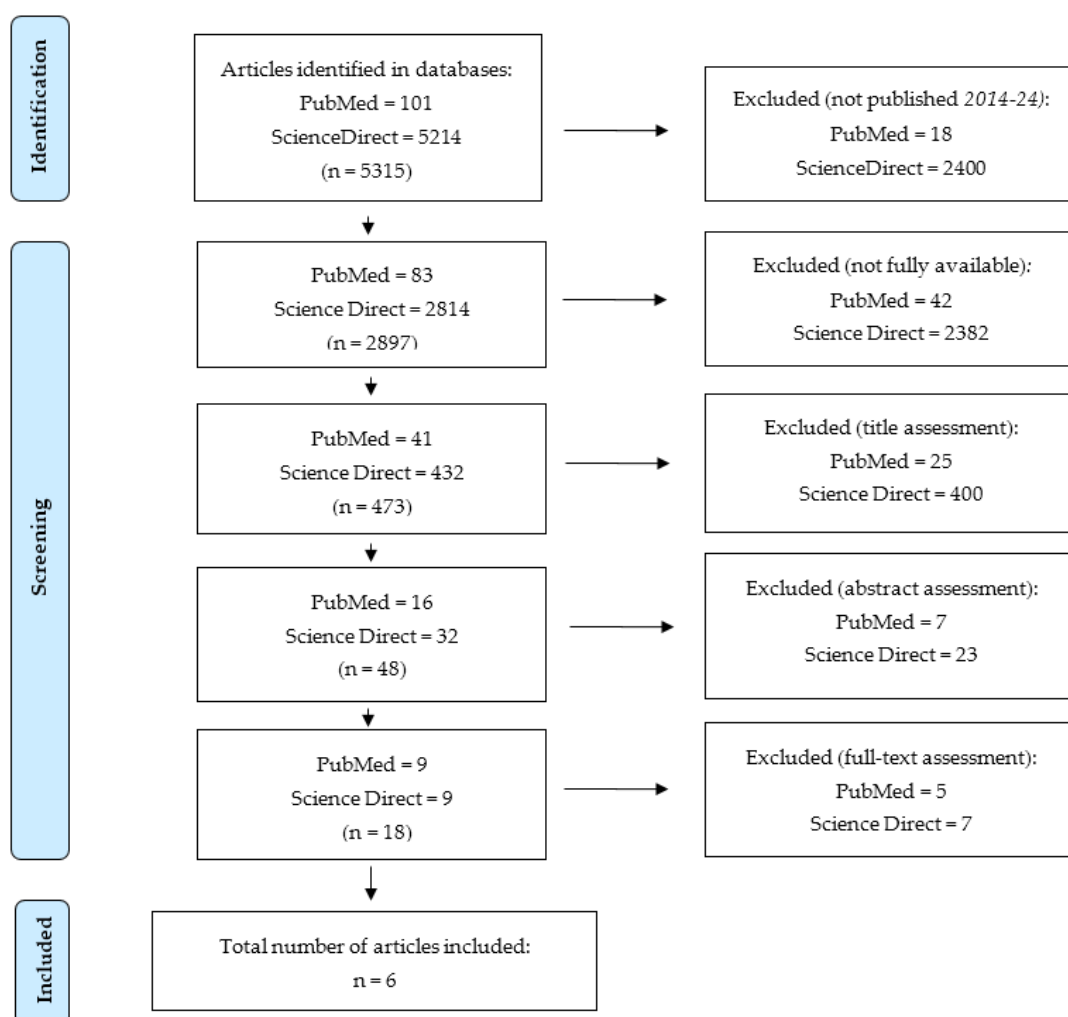 Identification
Articles identified in databases:
PubMed = 101
ScienceDirect = 5214
(n = 5315)
Excluded (not published 2014-24):
PubMed = 18
ScienceDirect = 2400
Screening
PubMed = 83
Science Direct = 2814
(n = 2897)
Excluded (not fully available):
PubMed = 42
Science Direct = 2382
PubMed = 41
Science Direct = 432
(n = 473)
Excluded (title assessment):
PubMed = 25
Science Direct = 400
PubMed = 16
Science Direct = 32
(n = 48)
Excluded (abstract assessment):
PubMed = 7
Science Direct = 23
PubMed = 9
Science Direct = 9
(n = 18)
Excluded (full-text assessment):
PubMed = 5
Science Direct = 7
Included
Total number of articles included:
n = 6